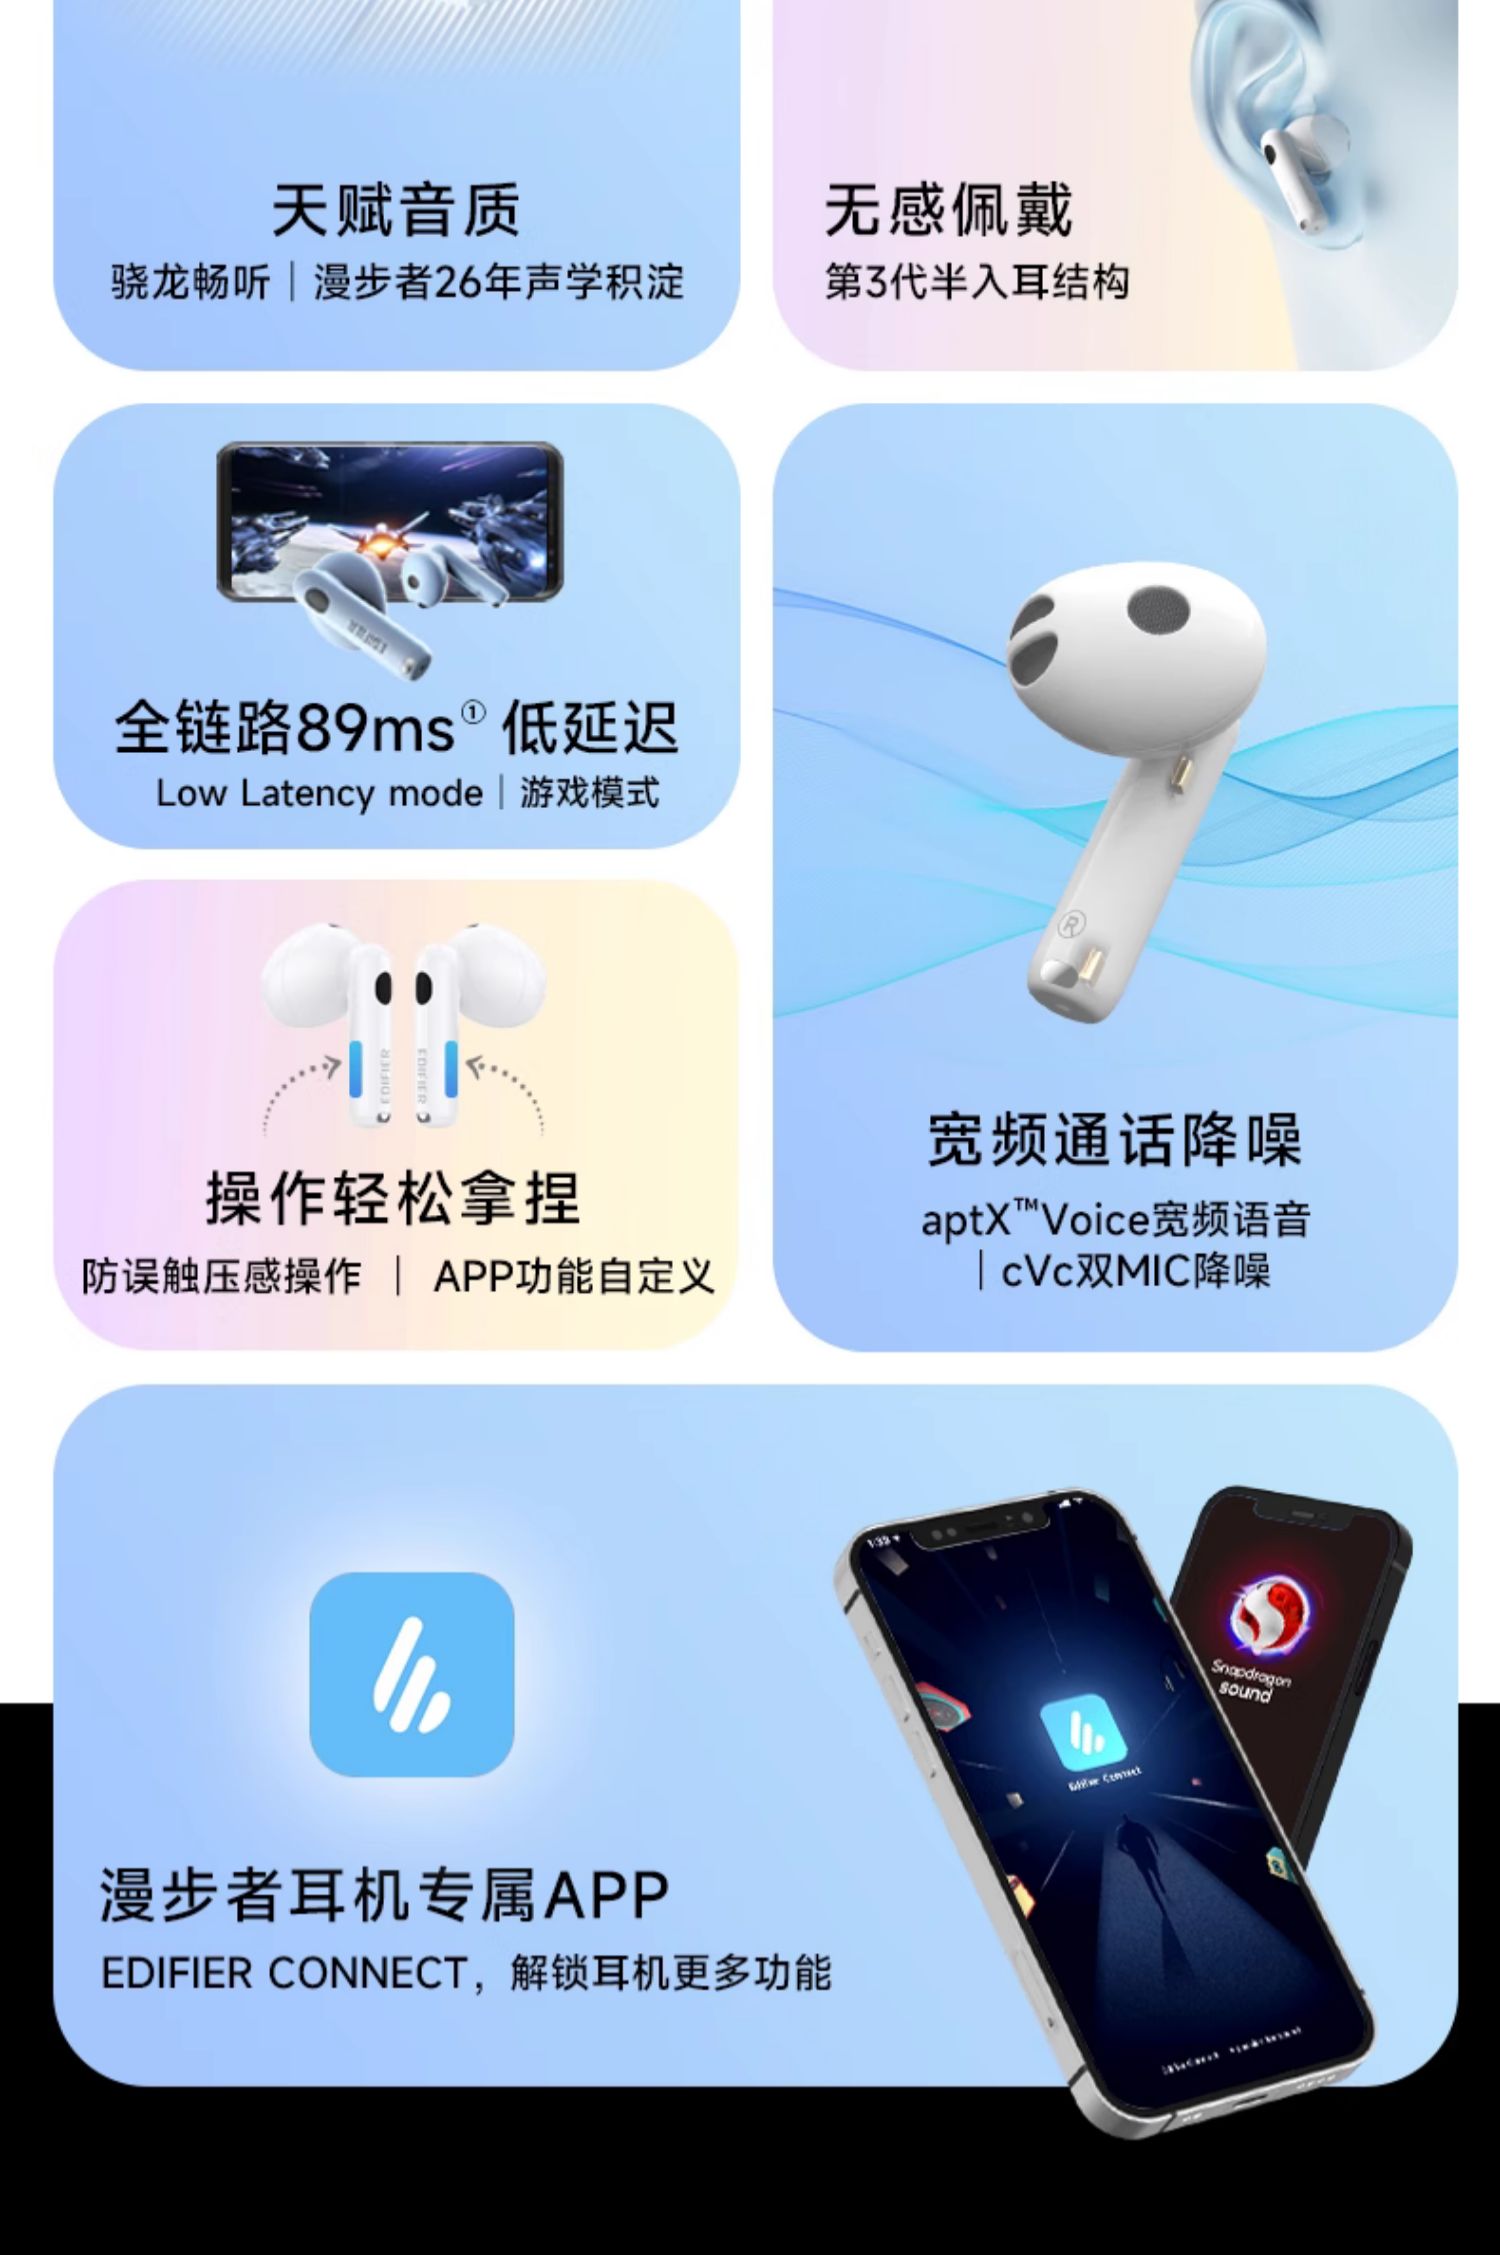 天赋音质
骁龙畅听｜漫步者26年声学积淀
无感佩戴
第3代半入耳结构
EDIFIER
全链路89ms① 低延迟
Low Latency mode｜游戏模式
EDIFIER
EDIFIER
操作轻松拿捏
防误触压感操作 ｜ APP功能自定义
R
宽频通话降噪
aptX™Voice宽频语音
｜cVc双MIC降噪
漫步者耳机专属APP
EDIFIER CONNECT，解锁耳机更多功能
1:33
Edifier Connect
Snapdragon
sound